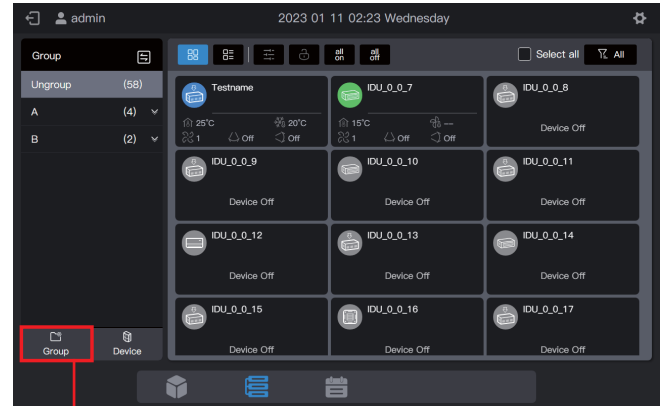 admin 2023 01 11 02:23 Wednesday
Group
all on all off
Select all All
Ungroup (58)
A (4)
B (2)
Testname
25°C 20°C
1 Off Off
IDU_0_0_7
15°C --
1 Off Off
IDU_0_0_8
Device Off
IDU_0_0_9
Device Off
IDU_0_0_10
Device Off
IDU_0_0_11
Device Off
IDU_0_0_12
Device Off
IDU_0_0_13
Device Off
IDU_0_0_14
Device Off
IDU_0_0_15
Device Off
IDU_0_0_16
Device Off
IDU_0_0_17
Device Off
Group Device